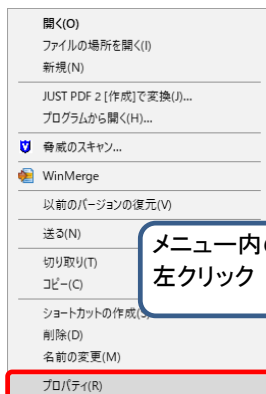 開く(O)
ファイルの場所を開く(I)
新規(N)
JUST PDF 2 [作成]で変換(J)...
プログラムから開く(H)...
脅威のスキャン...
WinMerge
以前のバージョンの復元(V)
送る(N)
メニュー内の
左クリック
切り取り(T)
コピー(C)
ショートカットの作成(S)
削除(D)
名前の変更(M)
プロパティ(R)